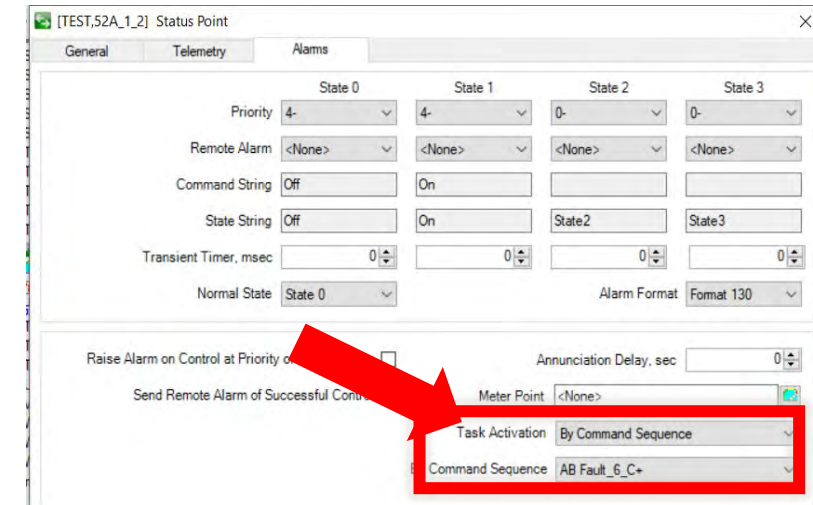 [TEST,52A_1_2] Status Point
General Telemetry Alarms
State 0 State 1 State 2 State 3
Priority 4- 4- 0- 0-
Remote Alarm <None> <None> <None> <None>
Command String Off On
State String Off On State2 State3
Transient Timer, msec 0 0 0 0
Normal State State 0 Alarm Format Format 130
Raise Alarm on Control at Priority Annunciation Delay, sec 0
Send Remote Alarm of Successful Meter Point <None>
Task Activation By Command Sequence
Command Sequence AB Fault_6_C+